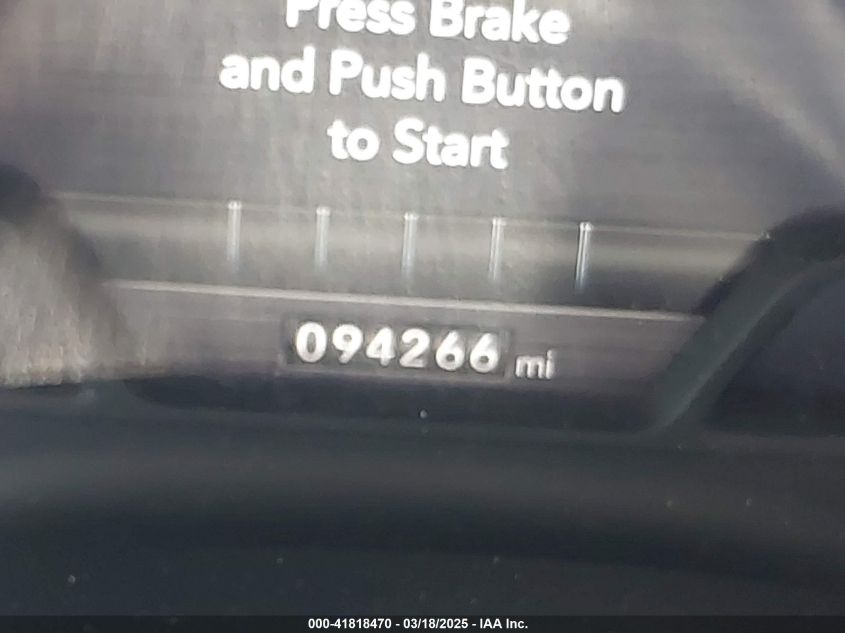 Press Brake
and Push Button
to Start
094266 mi
000-41818470 - 03/18/2025 - IAA Inc.